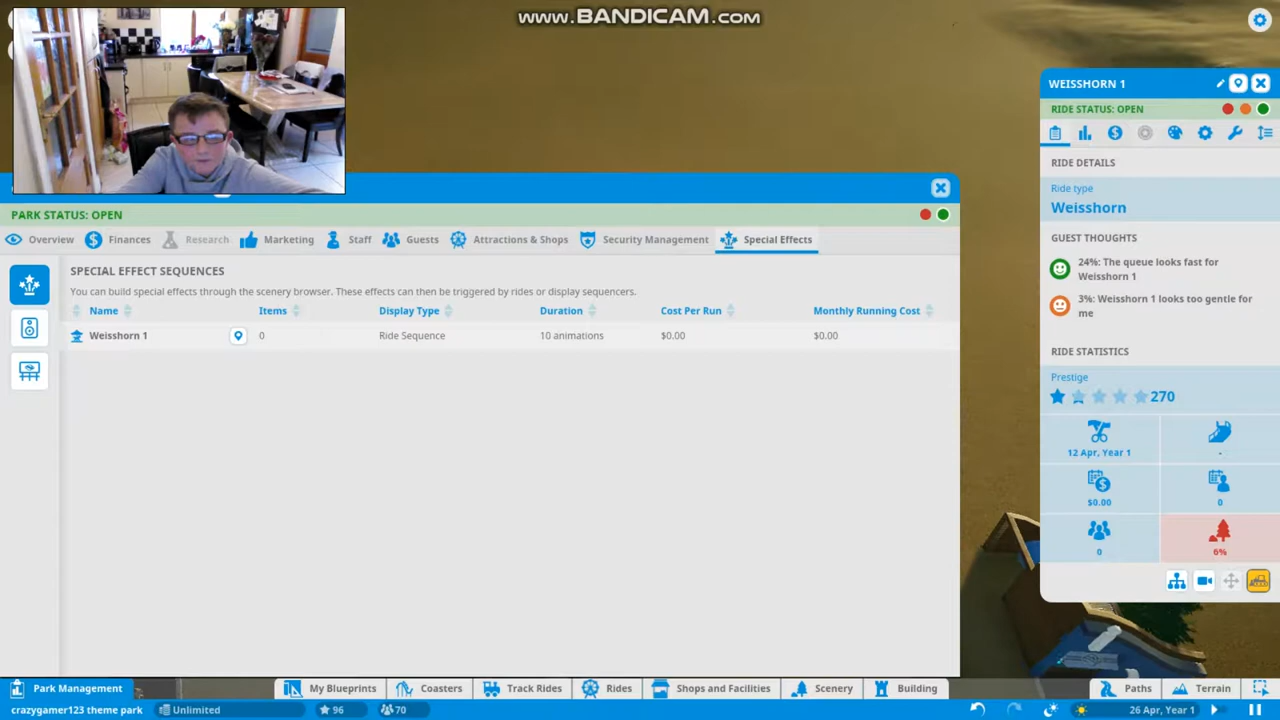 www.BANDICAM.com
WEISSHORN 1
RIDE STATUS: OPEN
RIDE DETAILS
Ride type
Weisshorn
GUEST THOUGHTS
24%: The queue looks fast for
Weisshorn 1
3%: Weisshorn 1 looks too gentle for
me
RIDE STATISTICS
Prestige
270
12 Apr, Year 1
-
$0.00
0
0
6%
PARK STATUS: OPEN
Overview
Finances
Research
Marketing
Staff
Guests
Attractions & Shops
Security Management
Special Effects
SPECIAL EFFECT SEQUENCES
You can build special effects through the scenery browser. These effects can then be triggered by rides or display sequencers.
Name
Items
Display Type
Duration
Cost Per Run
Monthly Running Cost
Weisshorn 1
0
Ride Sequence
10 animations
$0.00
$0.00
Park Management
My Blueprints
Coasters
Track Rides
Rides
Shops and Facilities
Scenery
Building
Paths
Terrain
crazygamer123 theme park
Unlimited
96
70
26 Apr, Year 1